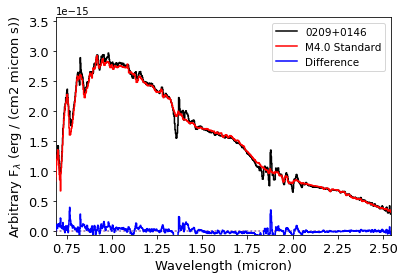 1e−15
3.5
3.0
2.5
2.0
1.5
1.0
0.5
0.0
Arbitrary Fλ (erg / (cm2 micron s))
0209+0146
M4.0 Standard
Difference
0.75 1.00 1.25 1.50 1.75 2.00 2.25 2.50
Wavelength (micron)